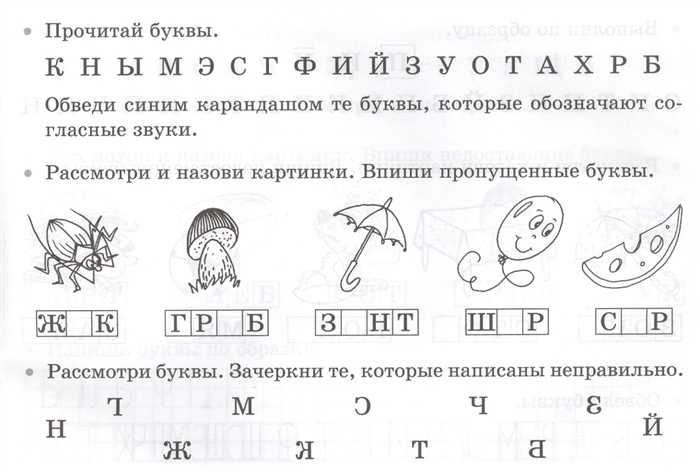 Прочитай буквы.
К Н Ы М Э С Г Ф И Й З У О Т А Х Р Б
Обведи синим карандашом те буквы, которые обозначают со-
гласные звуки.
Рассмотри и назови картинки. Впиши пропущенные буквы.
Ж К Г Р Б З НТ Ш Р С Р
Рассмотри буквы. Зачеркни те, которые написаны неправильно.
М Ч
Н Ж Т Й